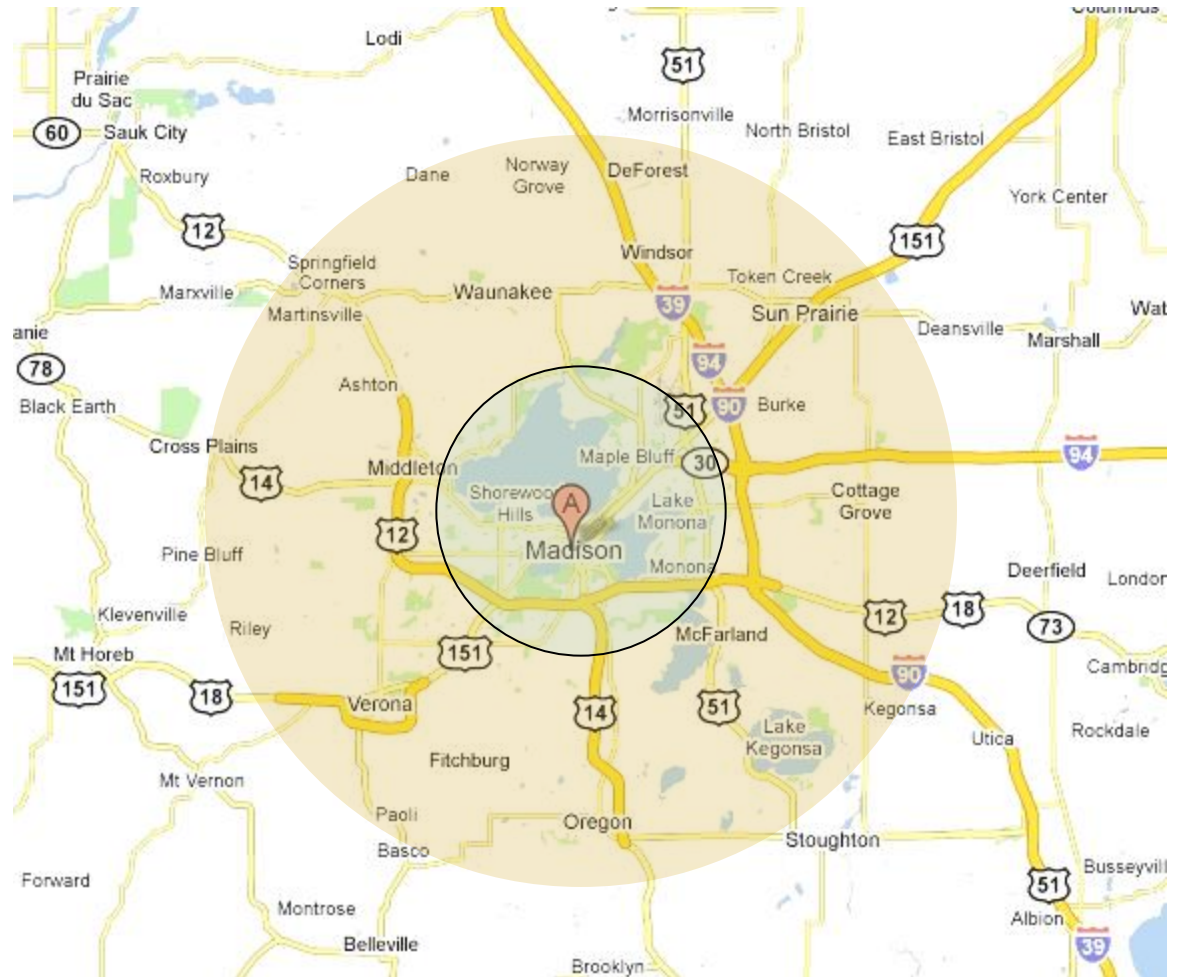 Columbus
Lodi
51
Prairie
du Sac
Morrisonville
60
Sauk City
North Bristol
East Bristol
Roxbury
Dane
Norway
Grove
DeForest
York Center
12
151
Windsor
Springfield
Corners
Token Creek
Marxville
Waunakee
39
Martinsville
Sun Prairie
Wat
anie
Deansville
Marshall
78
94
Ashton
Black Earth
51
90
Burke
Cross Plains
Middleton
Maple Bluff
30
94
14
Shorewoo
Hills
A
Lake
Monona
Cottage
Grove
12
Madison
Pine Bluff
Monona
Deerfield
London
Klevenville
12
18
Riley
73
McFarland
Mt Horeb
151
Cambridg
151
18
90
Verona
14
51
Kegonsa
Lake
Kegonsa
Rockdale
Utica
Fitchburg
Mt Vernon
Paoli
Oregon
Stoughton
Basco
Forward
Busseyvill
51
Montrose
Albion
Belleville
39
Brooklyn